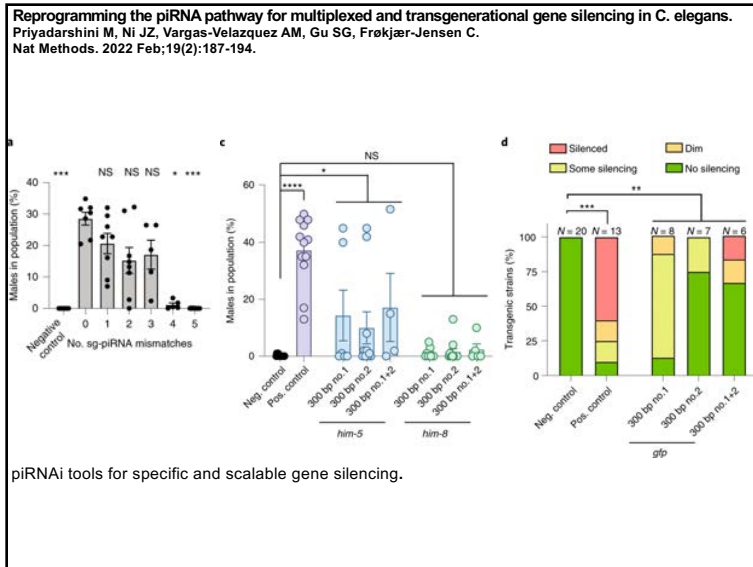 Reprogramming the piRNA pathway for multiplexed and transgenerational gene silencing in C. elegans.
Priyadarshini M, Ni JZ, Vargas-Velazquez AM, Gu SG, Frøkjær-Jensen C.
Nat Methods. 2022 Feb;19(2):187-194.
a
*** NS NS NS * ***
Males in population (%)
40
30
20
10
0
Negative control
0 1 2 3 4 5
No. sg-piRNA mismatches
c
NS
*
****
Males in population (%)
60
40
20
0
Neg. control
Pos. control
300 bp no.1
300 bp no.2
300 bp no.1+2
300 bp no.1
300 bp no.2
300 bp no.1+2
him-5 him-8
d
Silenced Dim
Some silencing No silencing
**
***
N = 20 N = 13 N = 8 N = 7 N = 6
Transgenic strains (%)
100
75
50
25
0
Neg. control
Pos. control
300 bp no.1
300 bp no.2
300 bp no.1+2
gfp
piRNAi tools for specific and scalable gene silencing.